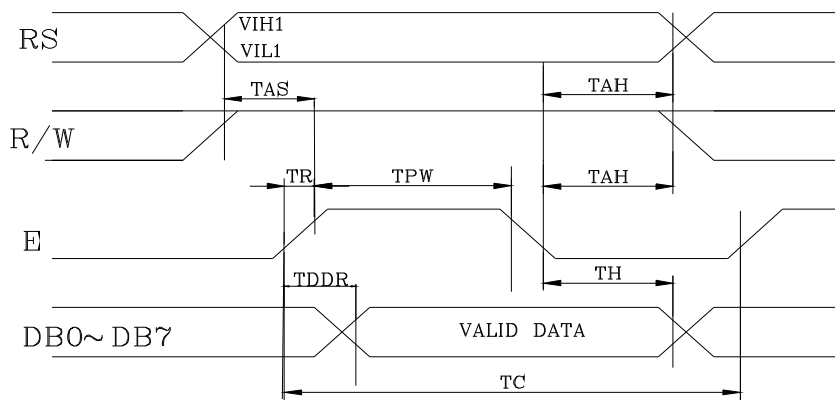 RS
VIH1
VIL1
TAS
TAH
R/W
TR
TPW
TAH
E
TDDR
TH
DB0~DB7
VALID DATA
TC